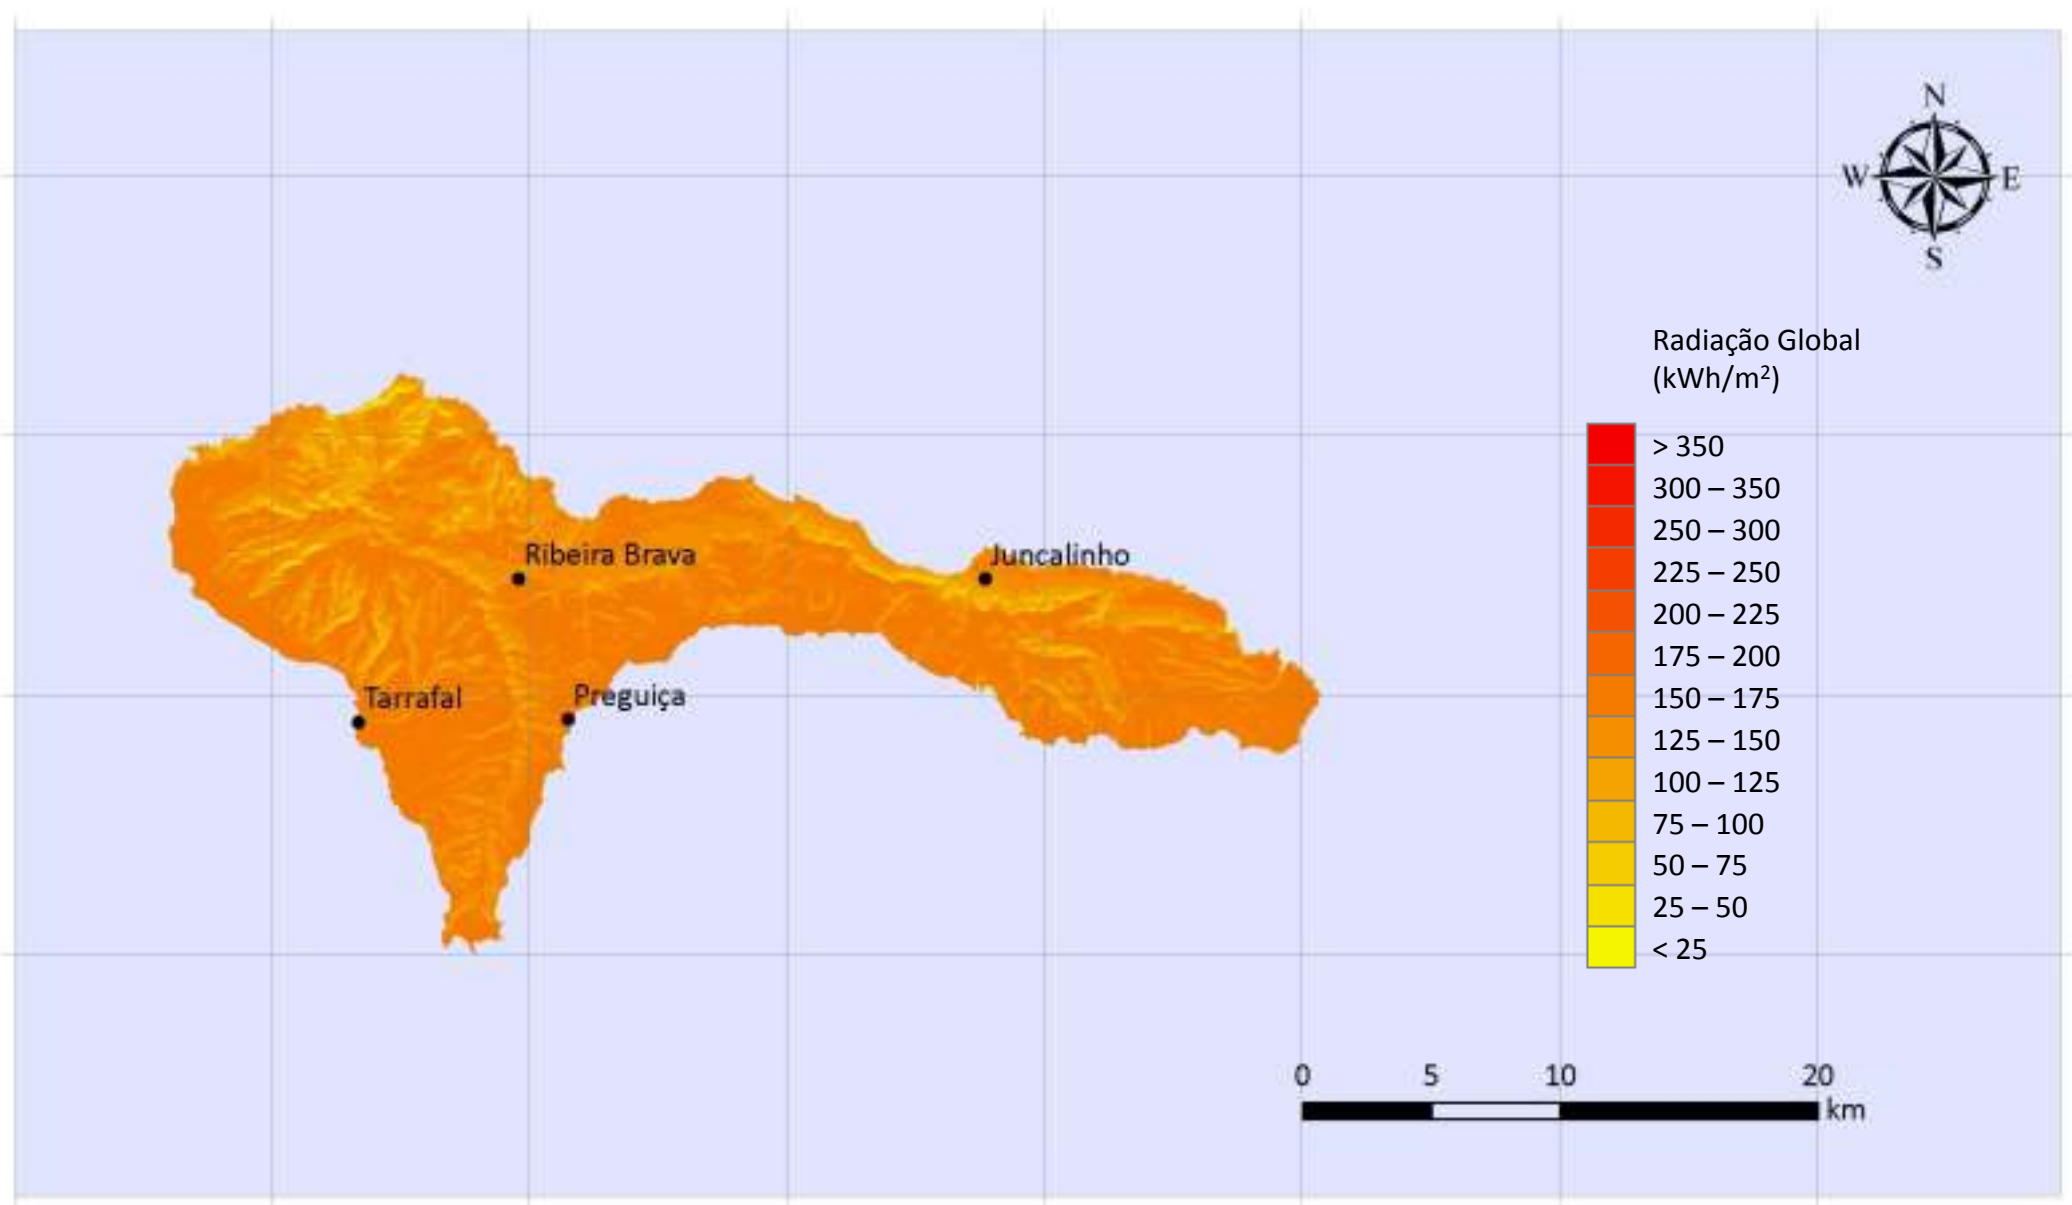 N
W E
S
Radiação Global
(kWh/m²)
> 350
300 – 350
250 – 300
225 – 250
200 – 225
175 – 200
150 – 175
125 – 150
100 – 125
75 – 100
50 – 75
25 – 50
< 25
Ribeira Brava
Juncalinho
Tarrafal
Preguiça
0 5 10 20
km